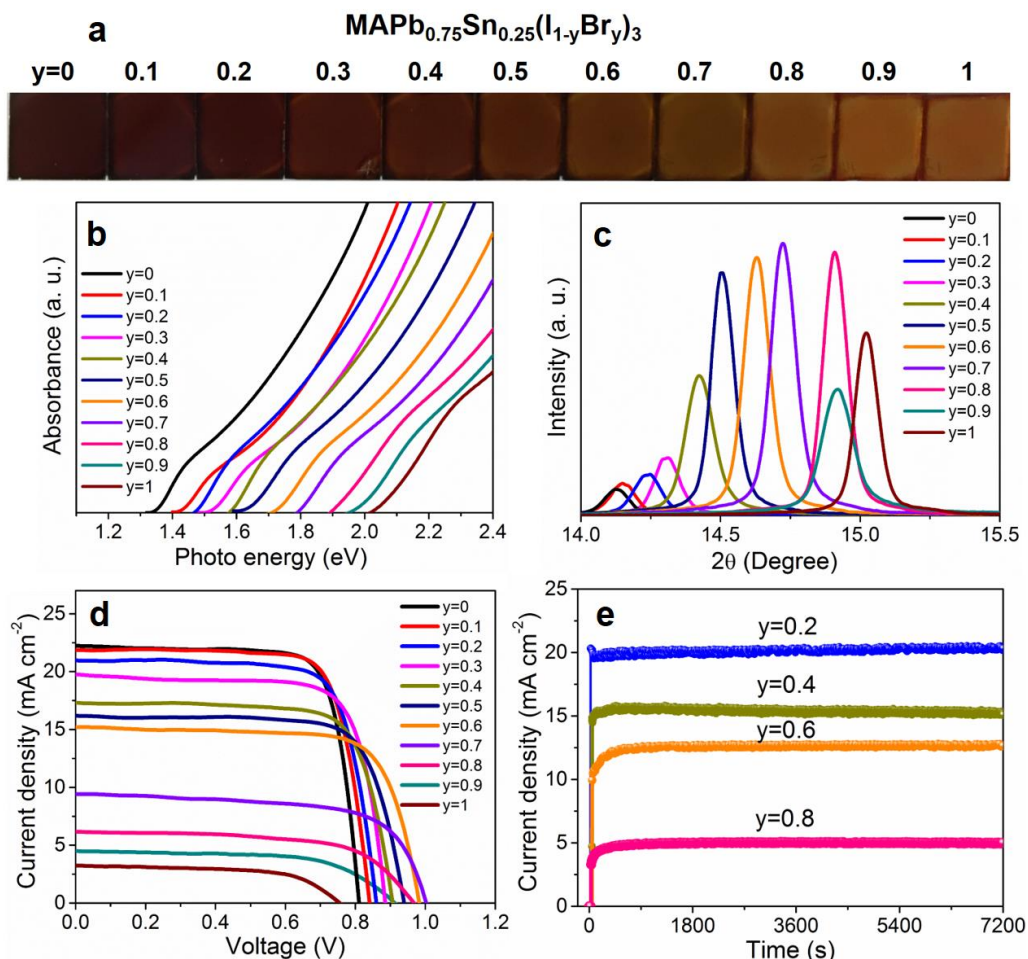 MAPb0.75Sn0.25(I1-yBry)3
a
y=0 0.1 0.2 0.3 0.4 0.5 0.6 0.7 0.8 0.9 1
b
y=0
y=0.1
y=0.2
y=0.3
y=0.4
y=0.5
y=0.6
y=0.7
y=0.8
y=0.9
y=1
Absorbance (a. u.)
1.2 1.4 1.6 1.8 2.0 2.2 2.4
Photo energy (eV)
c
y=0
y=0.1
y=0.2
y=0.3
y=0.4
y=0.5
y=0.6
y=0.7
y=0.8
y=0.9
y=1
Intensity (a. u.)
14.0 14.5 15.0 15.5
2θ (Degree)
d
y=0
y=0.1
y=0.2
y=0.3
y=0.4
y=0.5
y=0.6
y=0.7
y=0.8
y=0.9
y=1
Current density (mA cm-2)
25
20
15
10
5
0
0.0 0.2 0.4 0.6 0.8 1.0 1.2
Voltage (V)
e
y=0.2
y=0.4
y=0.6
y=0.8
Current density (mA cm-2)
25
20
15
10
5
0
0 1800 3600 5400 7200
Time (s)